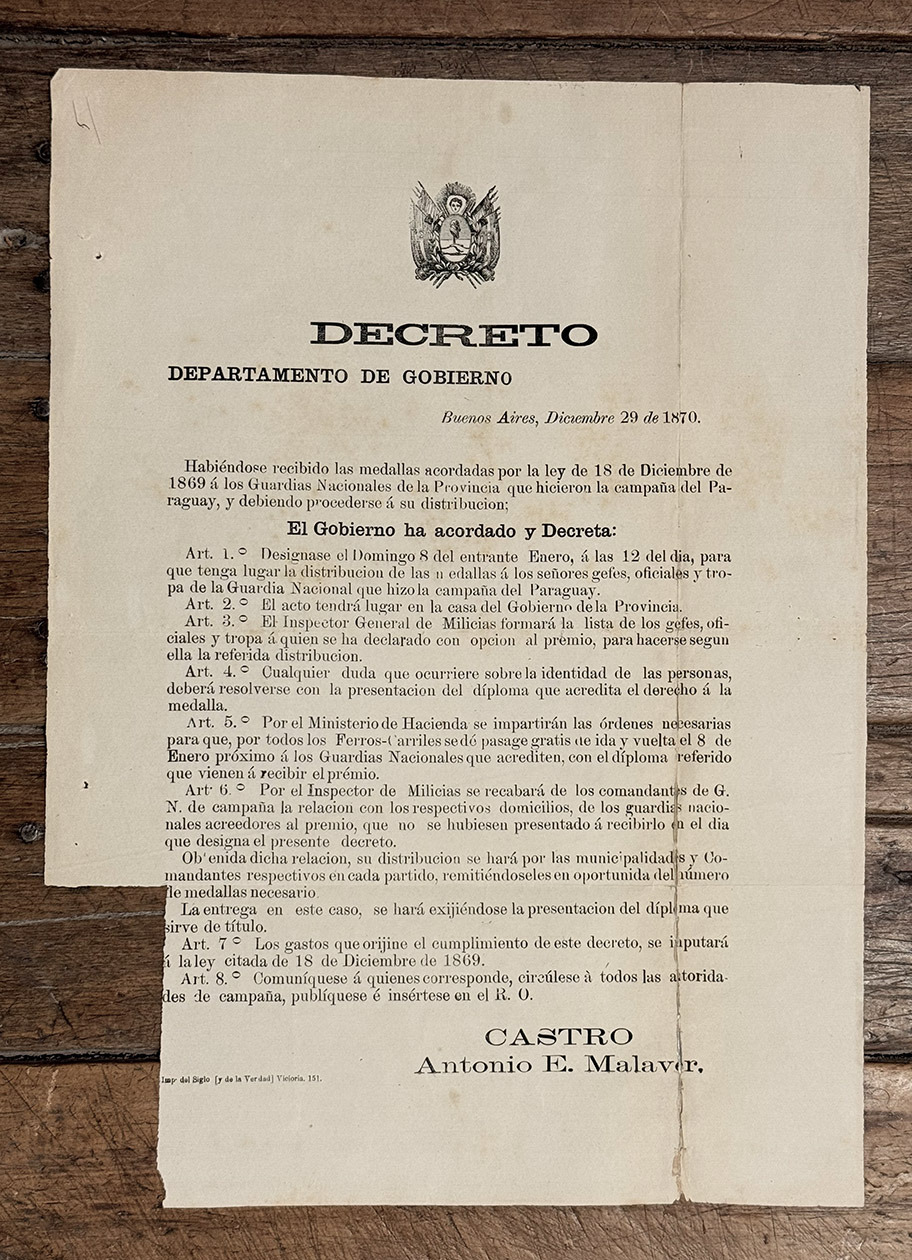 DECRETO
DEPARTAMENTO DE GOBIERNO
Buenos Aires, Diciembre 29 de 1870.
Habiéndose recibido las medallas acordadas por la ley de 18 de Diciembre de
1869 á los Guardias Nacionales de la Provincia que hicieron la campaña del Pa-
raguay, y debiendo procederse á su distribucion;
El Gobierno ha acordado y Decreta:
Art. 1.º Designase el Domingo 8 del entrante Enero, á las 12 del dia, para
que tenga lugar la distribucion de las medallas á los señores gefes, oficiales y tro-
pa de la Guardia Nacional que hizo la campaña del Paraguay.
Art. 2.º El acto tendrá lugar en la casa del Gobierno de la Provincia.
Art. 3.º El Inspector General de Milicias formará la lista de los gefes, ofi-
ciales y tropa á quien se ha declarado con opcion al prémio, para hacerse segun
ella la referida distribucion.
Art. 4.º Cualquier duda que ocurriere sobre la identidad de las personas,
deberá resolverse con la presentacion del díploma que acredita el derecho á la
medalla.
Art. 5.º Por el Ministerio de Hacienda se impartirán las órdenes necesarias
para que, por todos los Ferros-Carriles se dé pasage gratis de ida y vuelta el 8 de
Enero próximo á los Guardias Nacionales que acrediten, con el díploma referido
que vienen á recibir el prémio.
Art· 6.º Por el Inspector de Milicias se recabará de los comandantes de G.
N. de campaña la relacion con los respectivos domicilios, de los guardias nacio-
nales acreedores al premio, que no se hubiesen presentado á recibirlo en el dia
que designa el presente decreto.
Obtenida dicha relacion, su distribucion se hará por las municipalidades y Co-
mandantes respectivos en cada partido, remitiéndoseles en oportunida del número
de medallas necesario
La entrega en este caso, se hará exijiéndose la presentacion del díploma que
sirve de título.
Art. 7º Los gastos que orijine el cumplimiento de este decreto, se imputará
á la ley citada de 18 de Diciembre de 1869.
Art. 8.º Comuníquese á quienes corresponde, circúlese à todos las autorida-
des de campaña, publíquese é insértese en el R. O.
CASTRO
Antonio E. Malaver.
Imp· del Siglo [y de la Verdad] Victoria. 151.